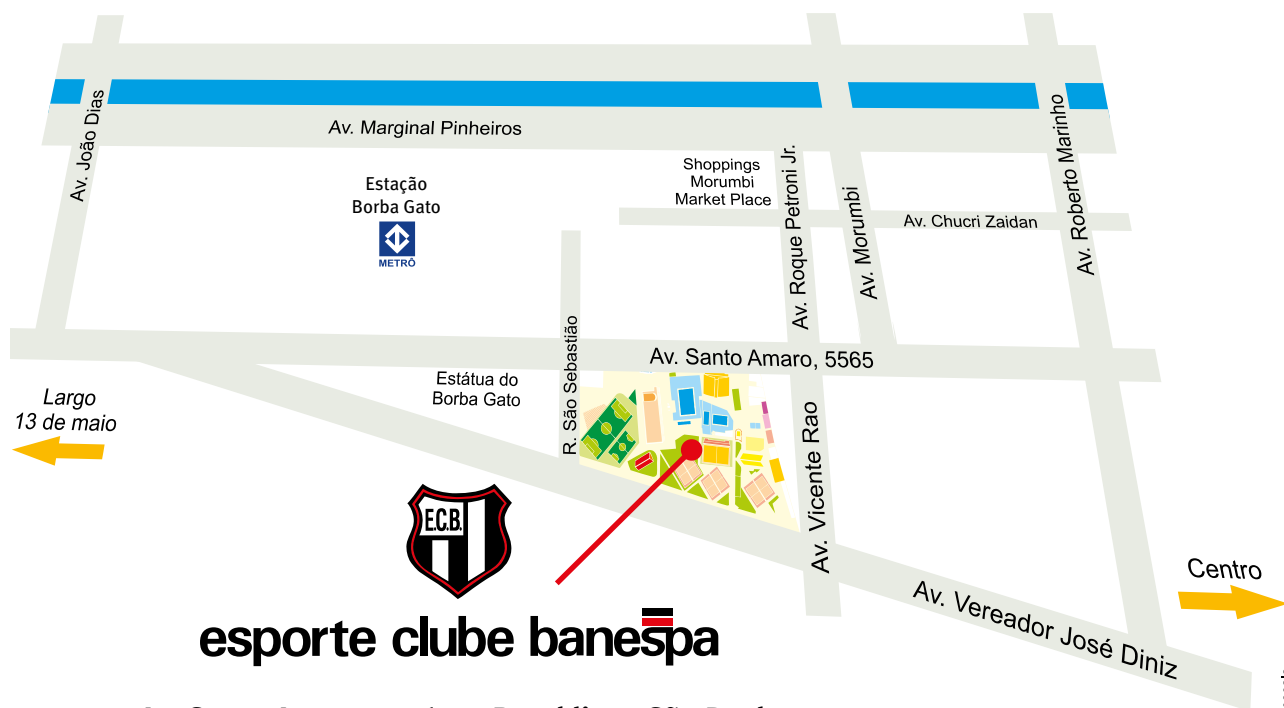 Av. João Dias
Av. Marginal Pinheiros
Estação
Borba Gato
METRÔ
Shoppings
Morumbi
Market Place
Av. Roque Petroni Jr.
Av. Morumbi
Av. Chucri Zaidan
Av. Roberto Marinho
Av. Santo Amaro, 5565
R. São Sebastião
Estátua do
Borba Gato
Largo
13 de maio
Av. Vicente Rao
E.C.B.
esporte clube banespa
Av. Vereador José Diniz
Centro